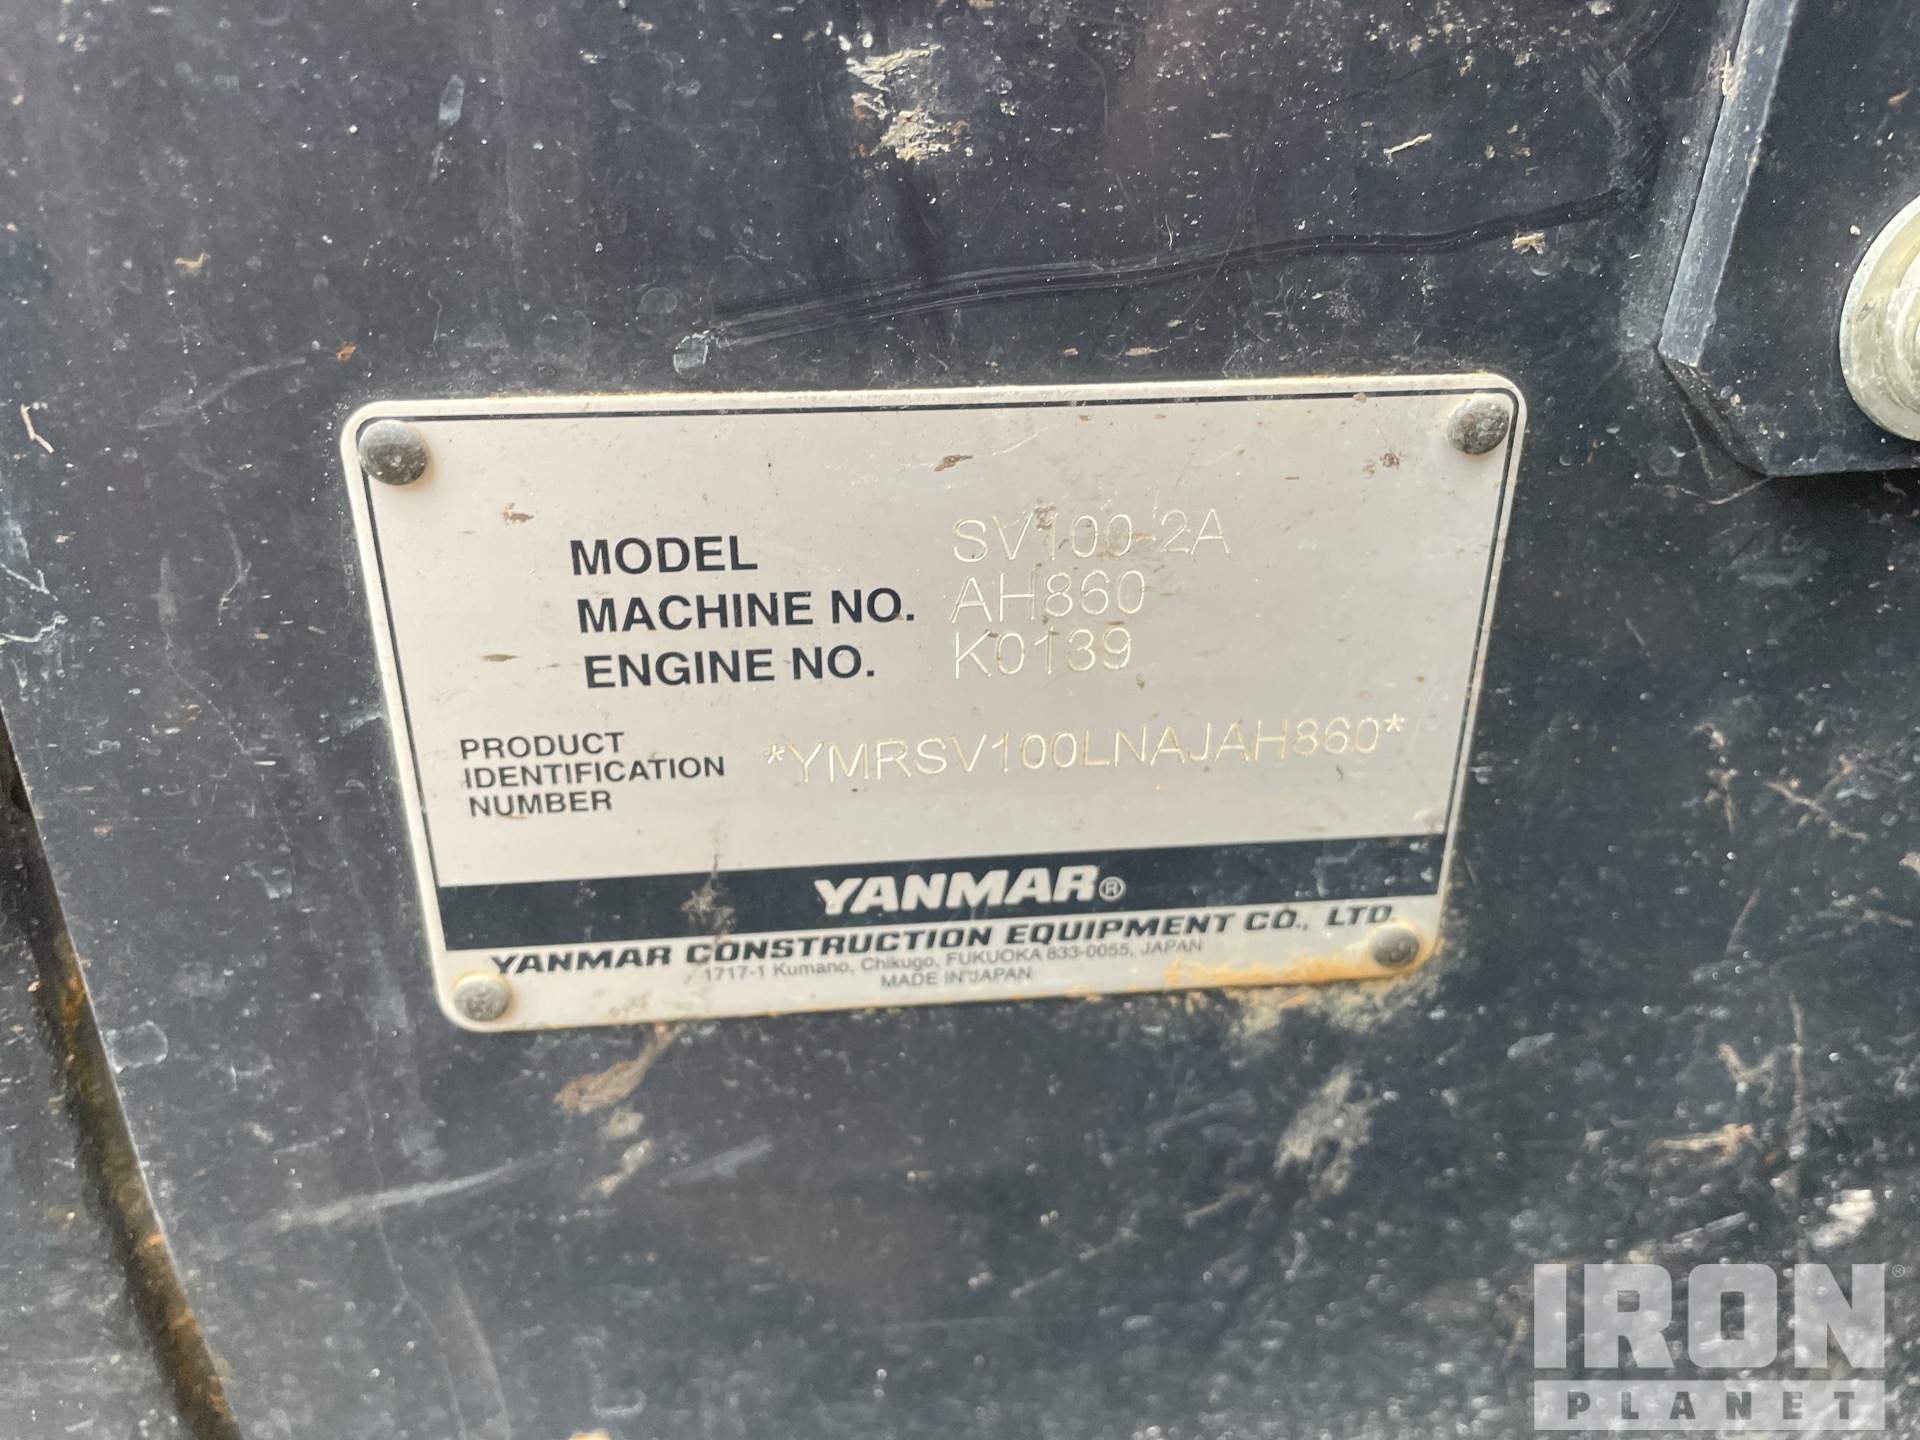 MODEL SV100-2A
MACHINE NO. AH860
ENGINE NO. K0139
PRODUCT
IDENTIFICATION
NUMBER
*YMRSV100LNAJAH860*
YANMAR®
YANMAR CONSTRUCTION EQUIPMENT CO., LTD.
1717-1 Kumano, Chikugo, FUKUOKA 833-0055, JAPAN
MADE IN JAPAN
IRON®
PLANET